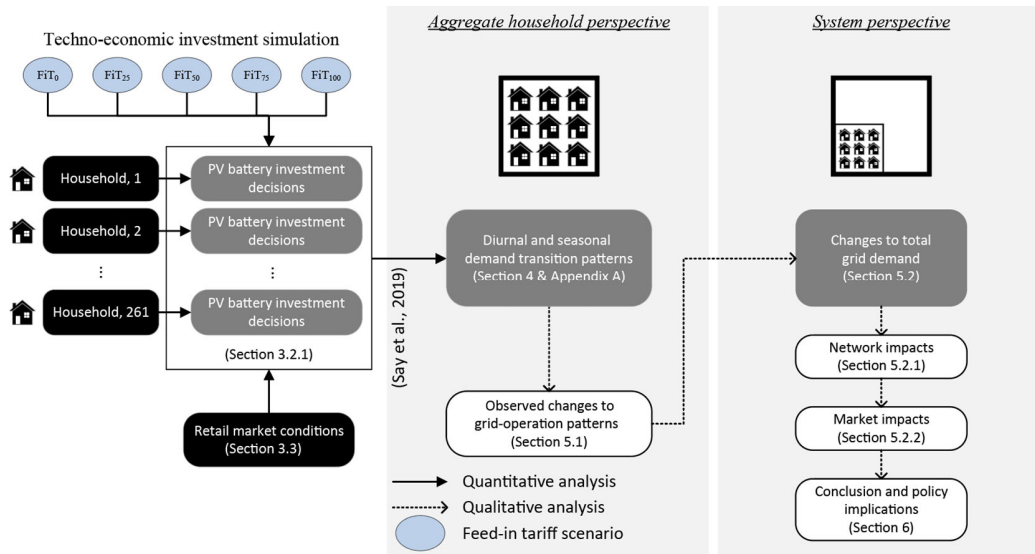 Techno-economic investment simulation
FiT0
FiT25
FiT50
FiT75
FiT100
Household, 1
PV battery investment
decisions
Household, 2
PV battery investment
decisions
⋮
⋮
Household, 261
PV battery investment
decisions
(Section 3.2.1)
Retail market conditions
(Section 3.3)
(Say et al., 2019)
Aggregate household perspective
Diurnal and seasonal
demand transition patterns
(Section 4 & Appendix A)
Observed changes to
grid-operation patterns
(Section 5.1)
Quantitative analysis
Qualitative analysis
Feed-in tariff scenario
System perspective
Changes to total
grid demand
(Section 5.2)
Network impacts
(Section 5.2.1)
Market impacts
(Section 5.2.2)
Conclusion and policy
implications
(Section 6)